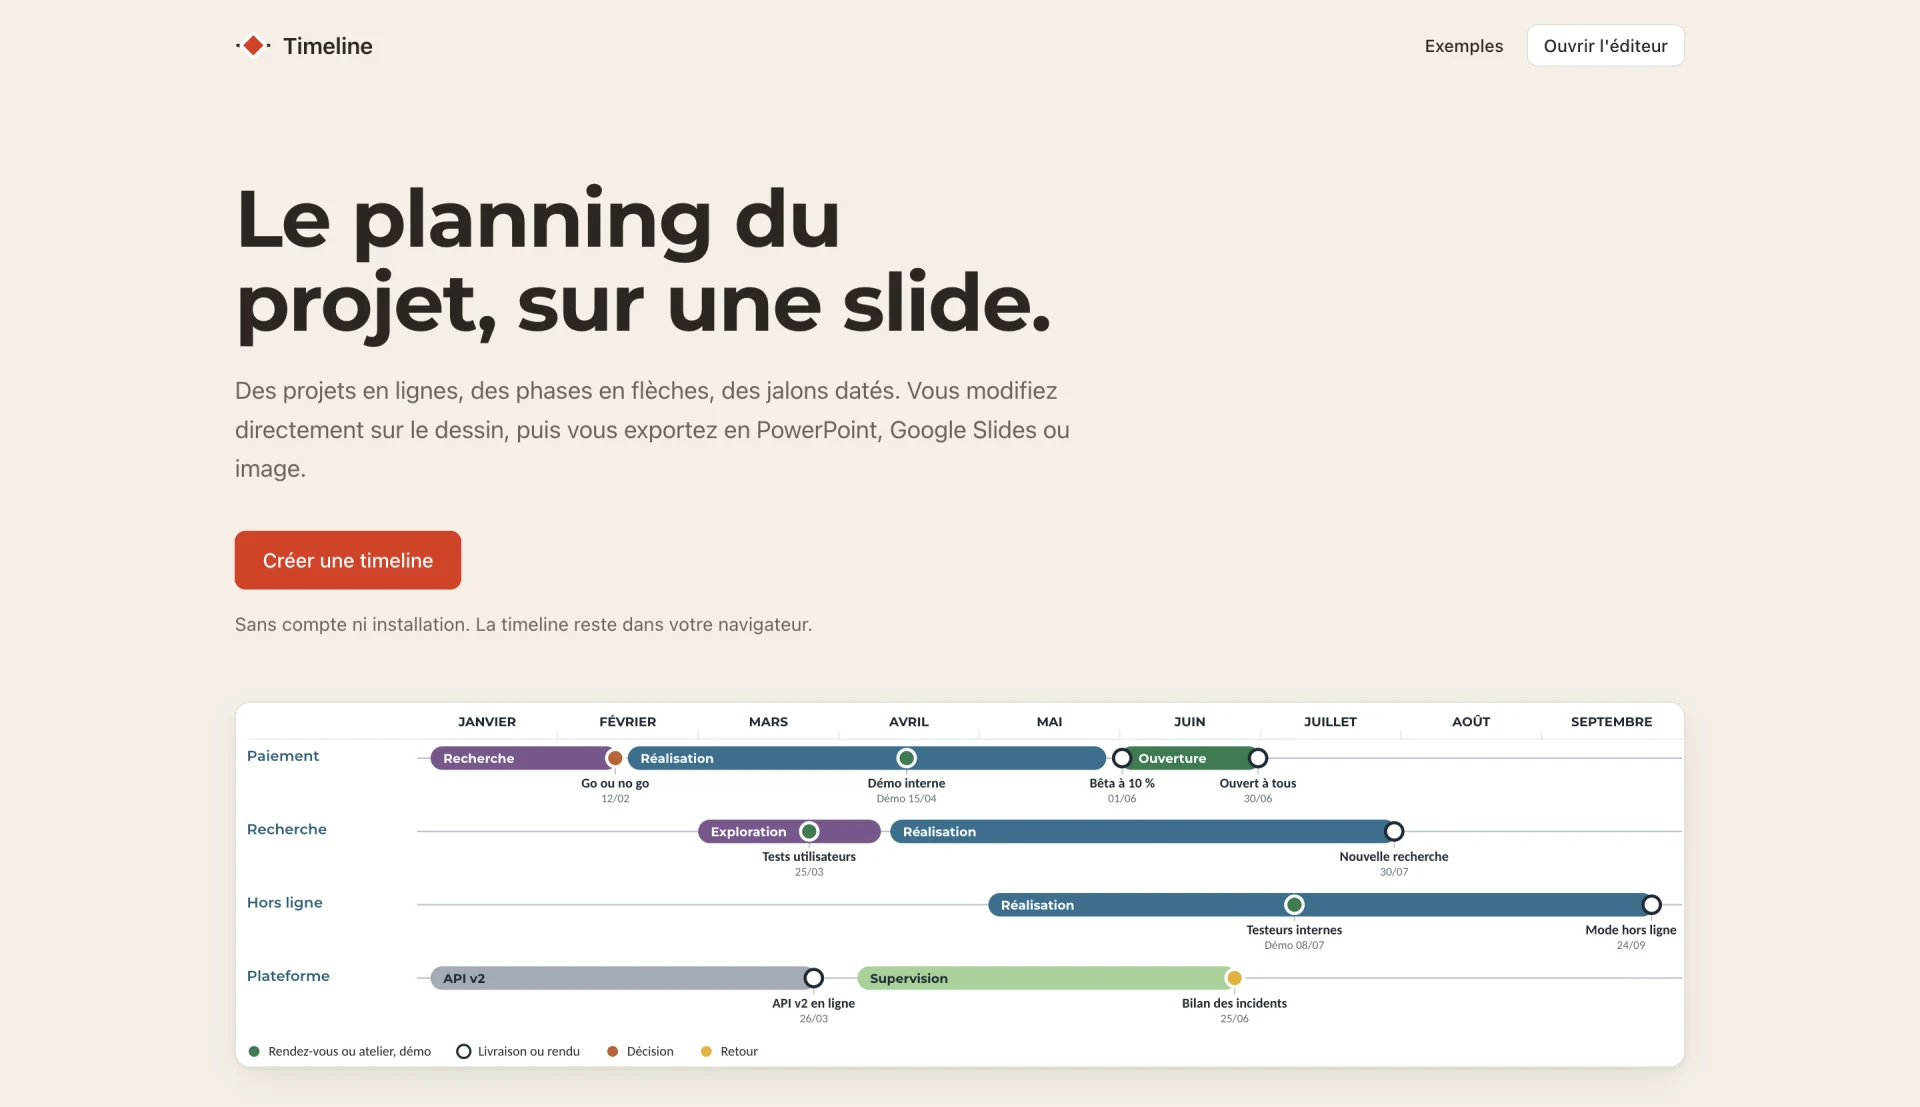 Timeline
Exemples
Ouvrir l'éditeur
Le planning du
projet, sur une slide.
Des projets en lignes, des phases en flèches, des jalons datés. Vous modifiez
directement sur le dessin, puis vous exportez en PowerPoint, Google Slides ou
image.
Créer une timeline
Sans compte ni installation. La timeline reste dans votre navigateur.
JANVIER FÉVRIER MARS AVRIL MAI JUIN JUILLET AOÛT SEPTEMBRE
Paiement
Recherche Réalisation Ouverture
Go ou no go Démo interne Bêta à 10 % Ouvert à tous
12/02 Démo 15/04 01/06 30/06
Recherche
Exploration Réalisation
Tests utilisateurs Nouvelle recherche
25/03 30/07
Hors ligne
Réalisation
Testeurs internes Mode hors ligne
Démo 08/07 24/09
Plateforme
API v2 Supervision
API v2 en ligne Bilan des incidents
26/03 25/06
Rendez-vous ou atelier, démo Livraison ou rendu Décision Retour